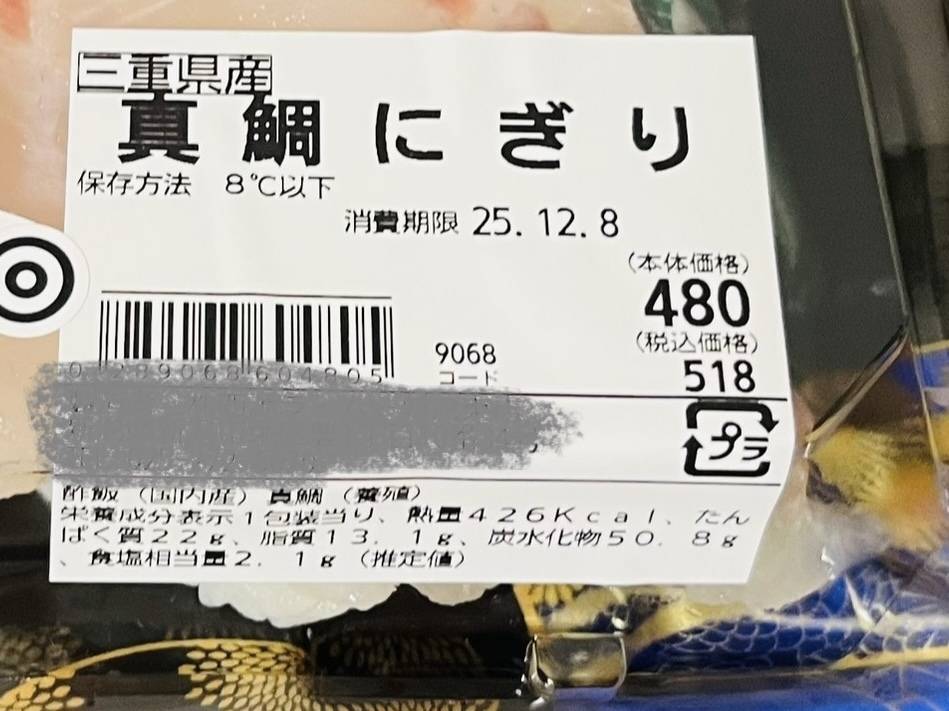 三重県産
真鯛にぎり
保存方法 8℃以下
消費期限 25.12.8
(本体価格)
480
(税込価格)
9068
コード
518
プラ
酢飯(国内産)真鯛(養殖)
栄養成分表示1包装当り、熱量426Kcal、たん
ぱく質22g、脂質13.1g、炭水化物50.8g
、食塩相当量2.1g(推定値)